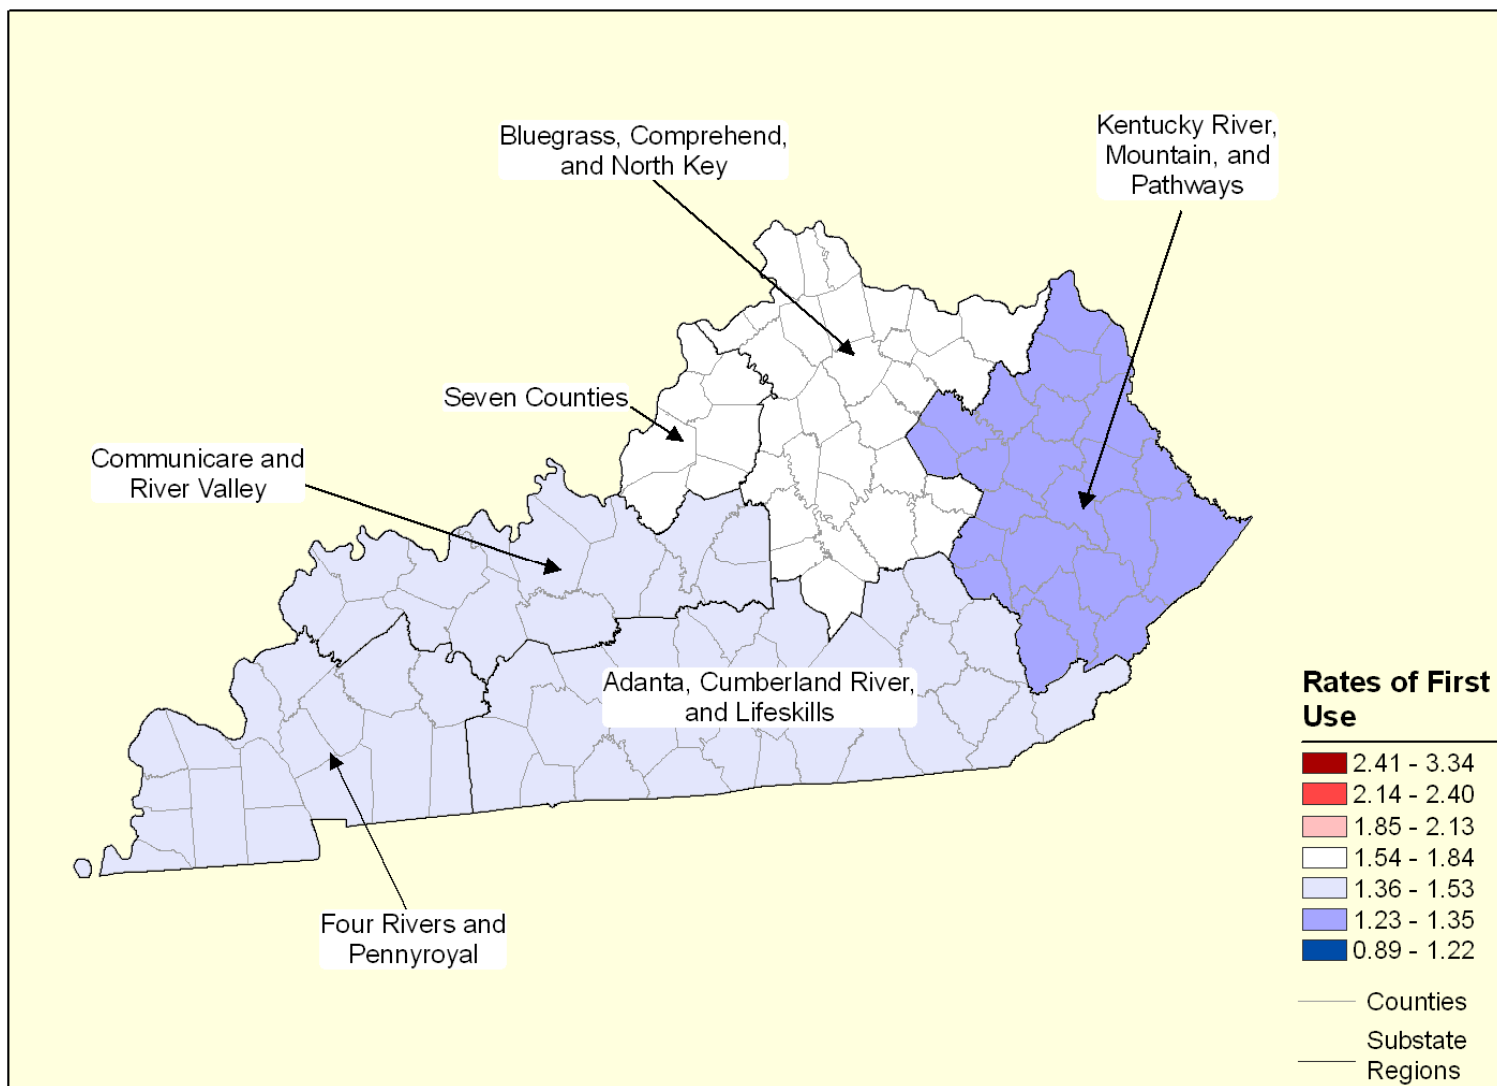 Bluegrass, Comprehend,
and North Key
Kentucky River,
Mountain, and
Pathways
Seven Counties
Communicare and
River Valley
Adanta, Cumberland River,
and Lifeskills
Four Rivers and
Pennyroyal
Rates of First
Use
2.41 - 3.34
2.14 - 2.40
1.85 - 2.13
1.54 - 1.84
1.36 - 1.53
1.23 - 1.35
0.89 - 1.22
Counties
Substate
Regions